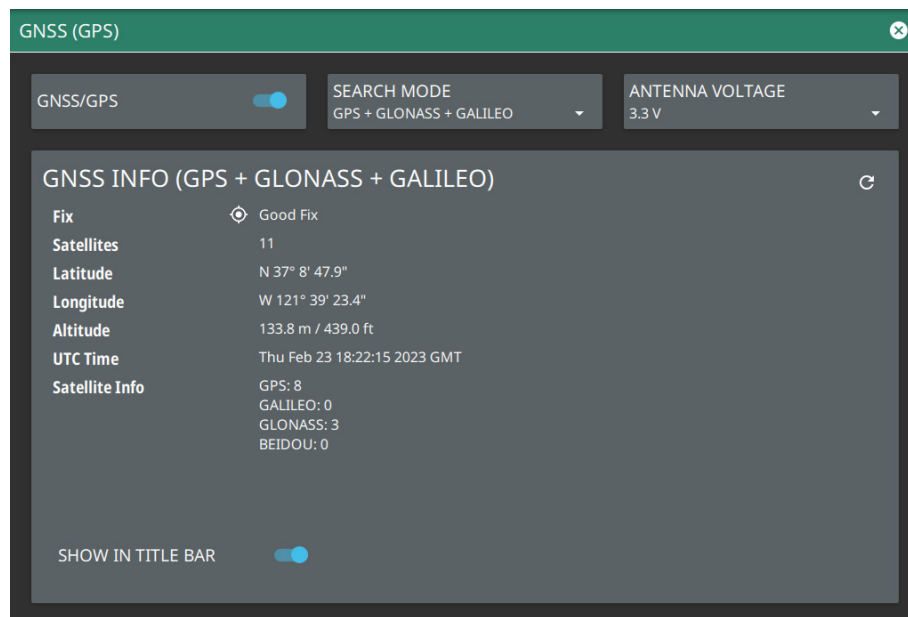 GNSS (GPS)
GNSS/GPS
SEARCH MODE
GPS + GLONASS + GALILEO
ANTENNA VOLTAGE
3.3 V
GNSS INFO (GPS + GLONASS + GALILEO)
Fix Good Fix
Satellites 11
Latitude N 37° 8' 47.9"
Longitude W 121° 39' 23.4"
Altitude 133.8 m / 439.0 ft
UTC Time Thu Feb 23 18:22:15 2023 GMT
Satellite Info GPS: 8
GALILEO: 0
GLONASS: 3
BEIDOU: 0
SHOW IN TITLE BAR